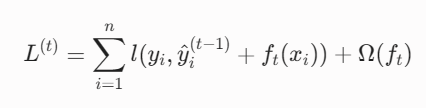 L^{(t)} = \sum_{i=1}^{n} l(y_i, \hat{y}_i^{(t-1)} + f_t(x_i)) + \Omega(f_t)